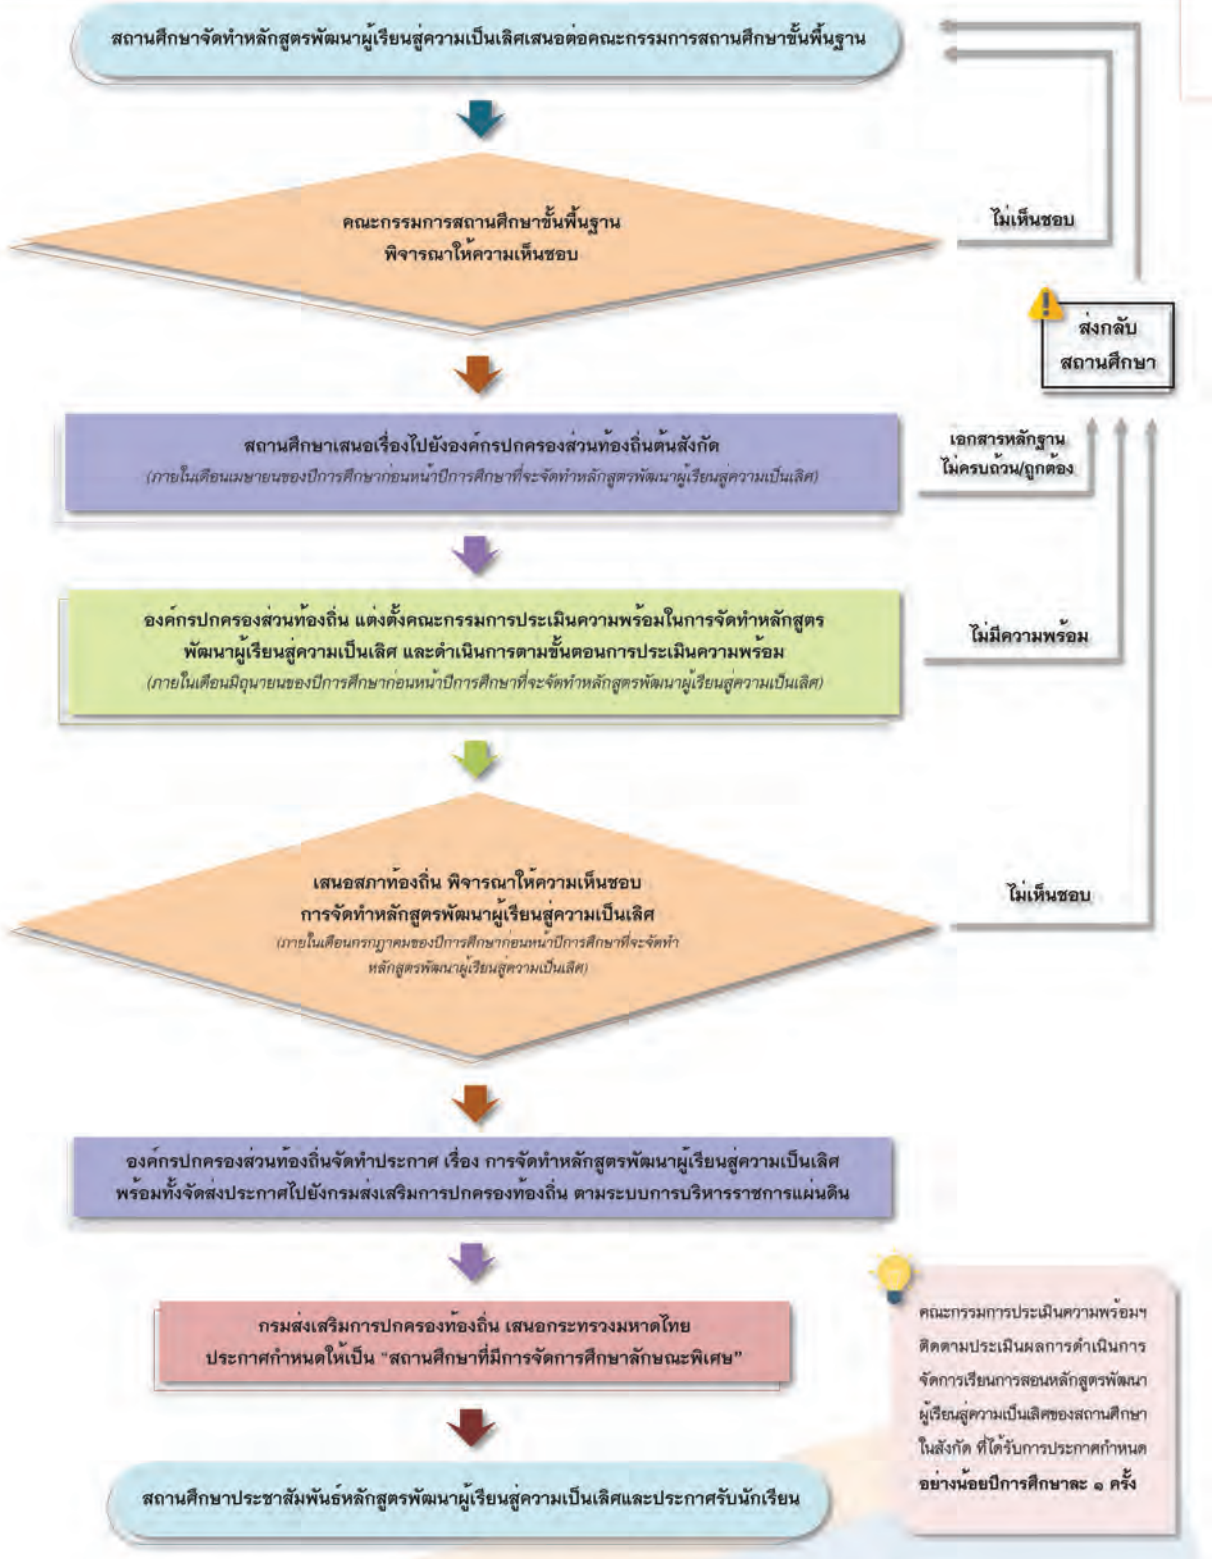 สถานศึกษาจัดทำหลักสูตรพัฒนาผู้เรียนสู่ความเป็นเลิศเสนอต่อคณะกรรมการสถานศึกษาขั้นพื้นฐาน
คณะกรรมการสถานศึกษาขั้นพื้นฐาน
พิจารณาให้ความเห็นชอบ
ไม่เห็นชอบ
ส่งกลับ
สถานศึกษา
สถานศึกษาเสนอเรื่องไปยังองค์กรปกครองส่วนท้องถิ่นต้นสังกัด
(ภายในเดือนเมษายนของปีการศึกษาก่อนหน้าปีการศึกษาที่จะจัดทำหลักสูตรพัฒนาผู้เรียนสู่ความเป็นเลิศ)
เอกสารหลักฐาน
ไม่ครบถ้วน/ถูกต้อง
องค์กรปกครองส่วนท้องถิ่น แต่งตั้งคณะกรรมการประเมินความพร้อมในการจัดทำหลักสูตร
พัฒนาผู้เรียนสู่ความเป็นเลิศ และดำเนินการตามขั้นตอนการประเมินความพร้อม
(ภายในเดือนมิถุนายนของปีการศึกษาก่อนหน้าปีการศึกษาที่จะจัดทำหลักสูตรพัฒนาผู้เรียนสู่ความเป็นเลิศ)
ไม่มีความพร้อม
เสนอสภาท้องถิ่น พิจารณาให้ความเห็นชอบ
การจัดทำหลักสูตรพัฒนาผู้เรียนสู่ความเป็นเลิศ
(ภายในเดือนกรกฎาคมของปีการศึกษาก่อนหน้าปีการศึกษาที่จะจัดทำ
หลักสูตรพัฒนาผู้เรียนสู่ความเป็นเลิศ)
ไม่เห็นชอบ
องค์กรปกครองส่วนท้องถิ่นจัดทำประกาศ เรื่อง การจัดทำหลักสูตรพัฒนาผู้เรียนสู่ความเป็นเลิศ
พร้อมทั้งจัดส่งประกาศไปยังกรมส่งเสริมการปกครองท้องถิ่น ตามระบบการบริหารราชการแผ่นดิน
กรมส่งเสริมการปกครองท้องถิ่น เสนอกระทรวงมหาดไทย
ประกาศกำหนดให้เป็น “สถานศึกษาที่มีการจัดการศึกษาลักษณะพิเศษ”
สถานศึกษาประชาสัมพันธ์หลักสูตรพัฒนาผู้เรียนสู่ความเป็นเลิศและประกาศรับนักเรียน
คณะกรรมการประเมินความพร้อมฯ
ติดตามประเมินผลการดำเนินการ
จัดการเรียนการสอนหลักสูตรพัฒนา
ผู้เรียนสู่ความเป็นเลิศของสถานศึกษา
ในสังกัด ที่ได้รับการประกาศกำหนด
อย่างน้อยปีการศึกษาละ ๑ ครั้ง